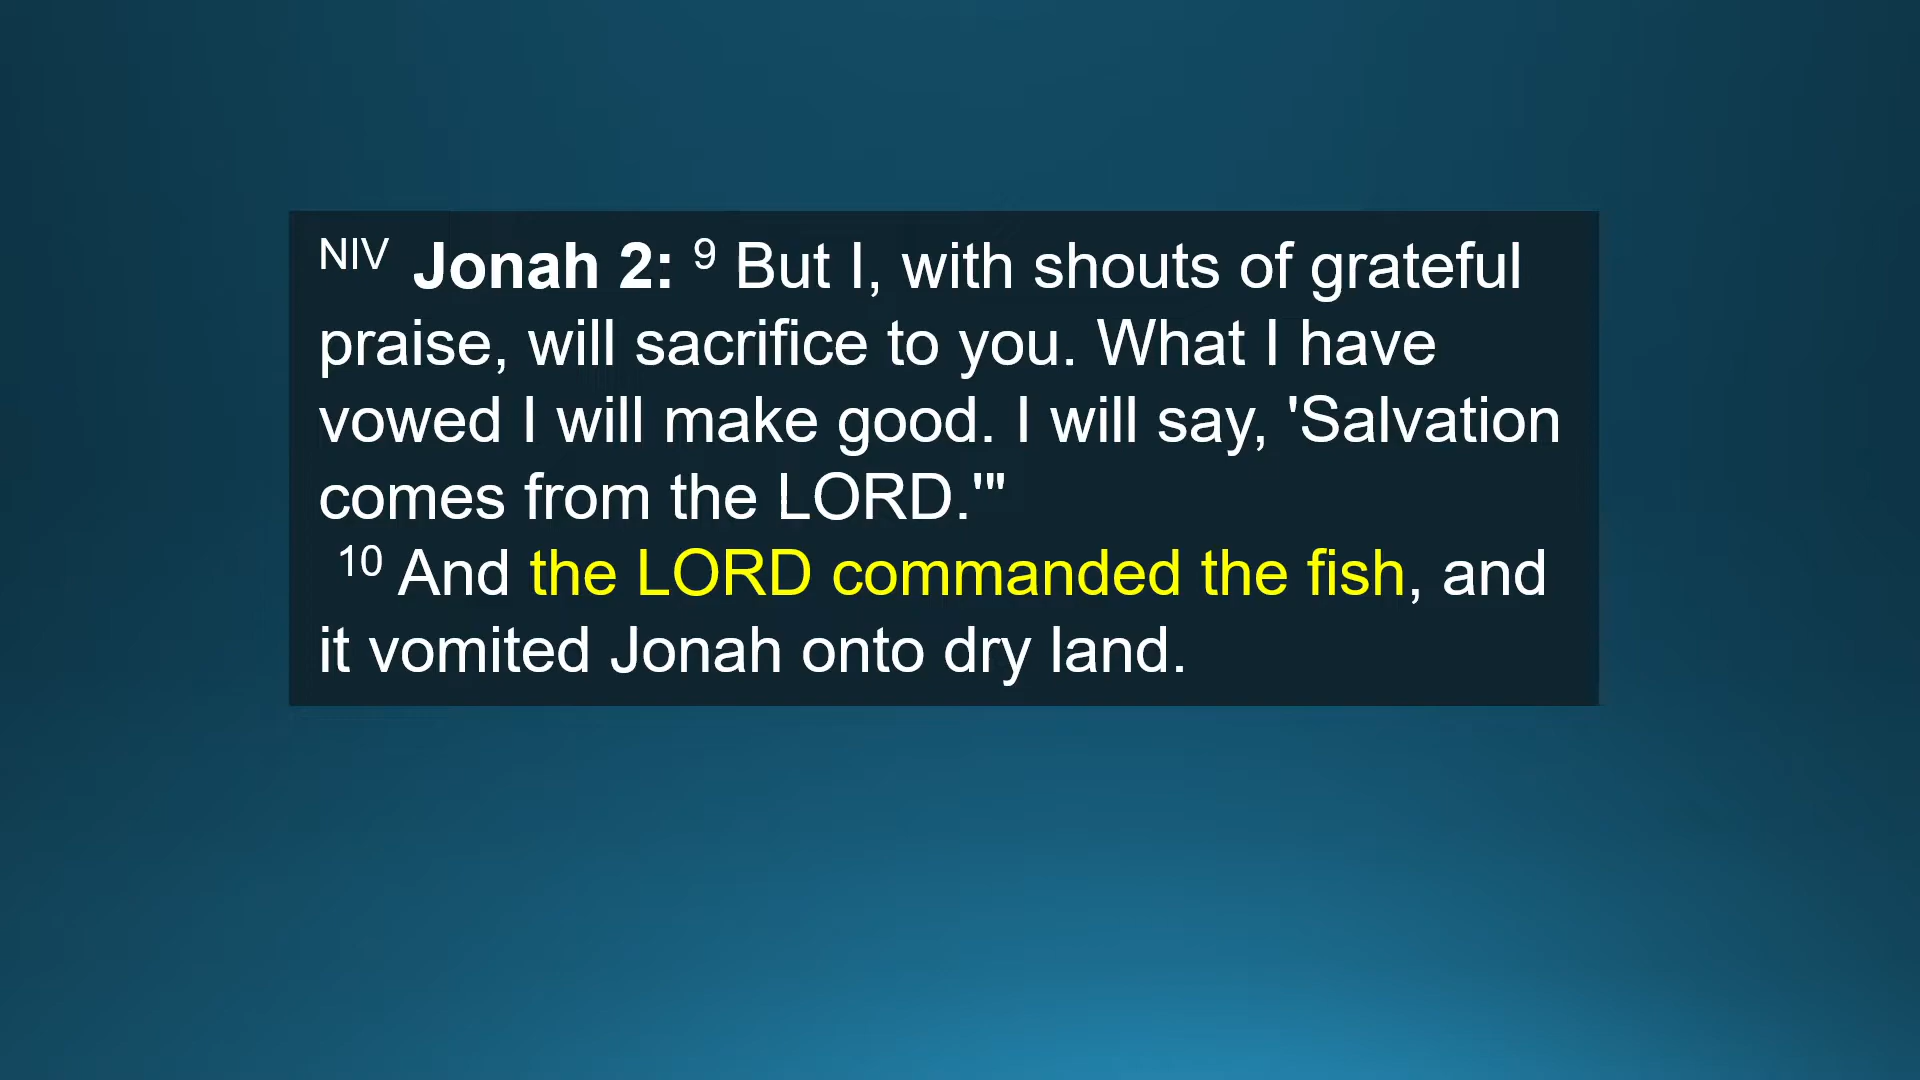 NIV Jonah 2: 9 But I, with shouts of grateful
praise, will sacrifice to you. What I have
vowed I will make good. I will say, 'Salvation
comes from the LORD.'"
10 And the LORD commanded the fish, and
it vomited Jonah onto dry land.